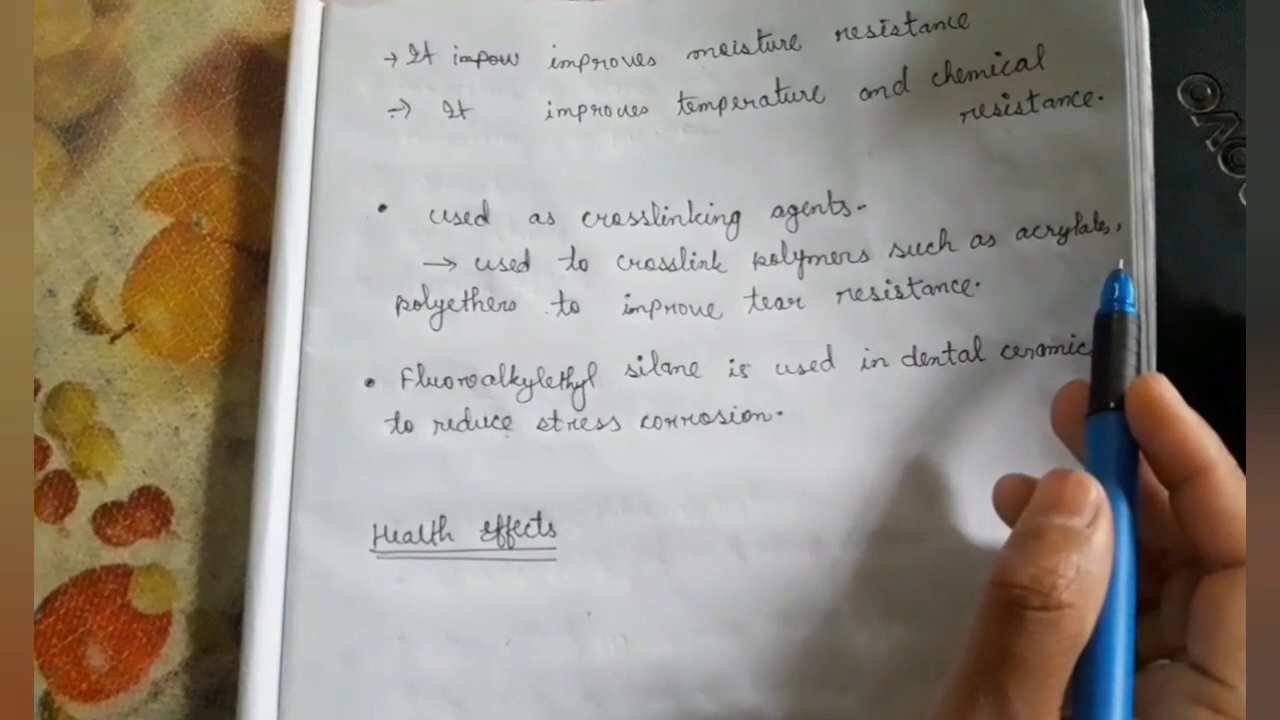 → It impow improves moisture resistance
→ It improves temperature and chemical
resistance.
• used as crosslinking agents.
→ used to crosslink polymers such as acrylates,
polyethers to improve tear resistance.
• Fluoroalkylethyl silane is used in dental ceramic
to reduce stress corrosion.
Health effects